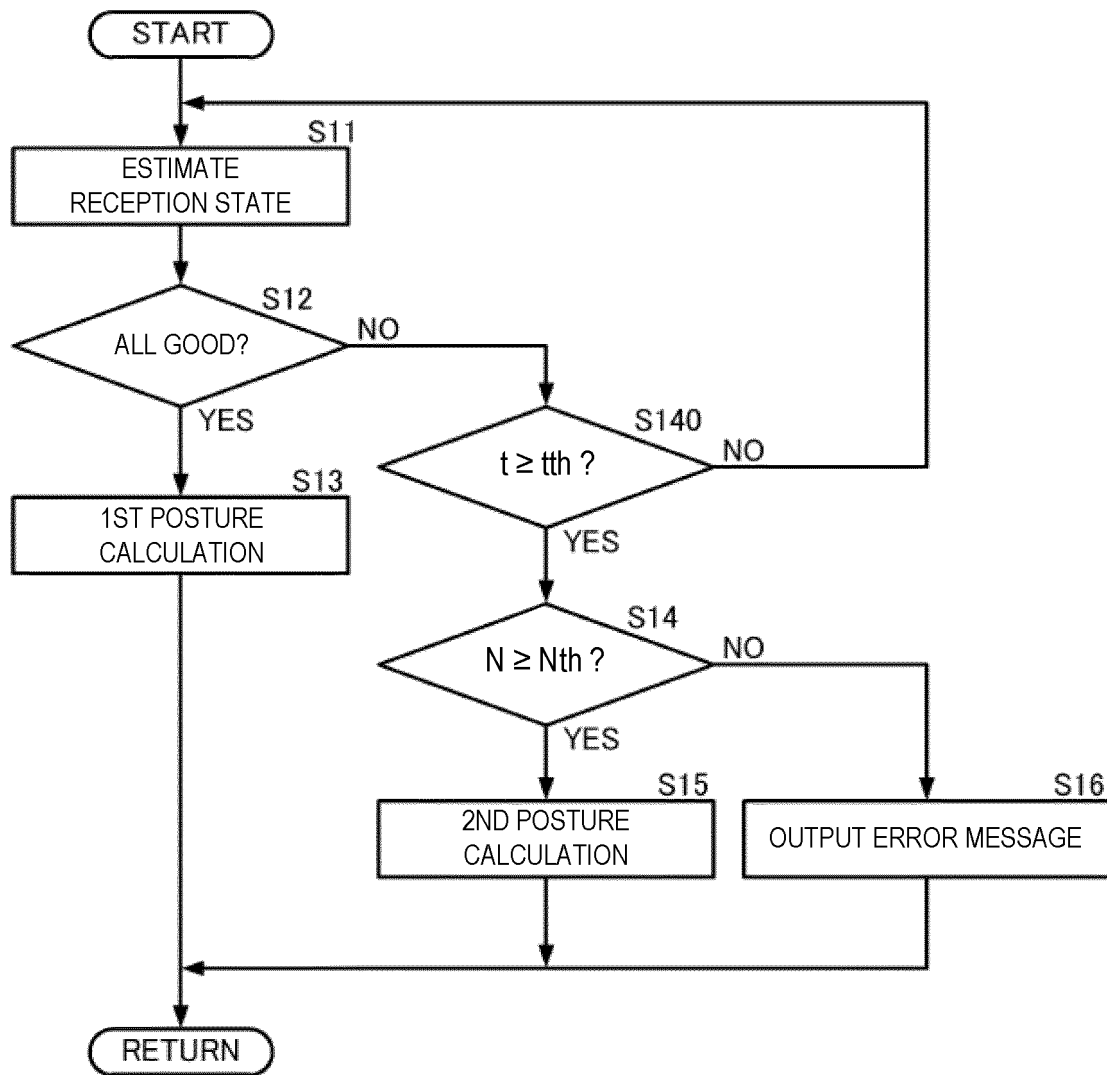 START
S11
ESTIMATE
RECEPTION STATE
S12
ALL GOOD?
NO
YES
S140
t ≥ tth ?
NO
YES
S13
1ST POSTURE
CALCULATION
S14
N ≥ Nth ?
NO
YES
S15
2ND POSTURE
CALCULATION
S16
OUTPUT ERROR MESSAGE
RETURN